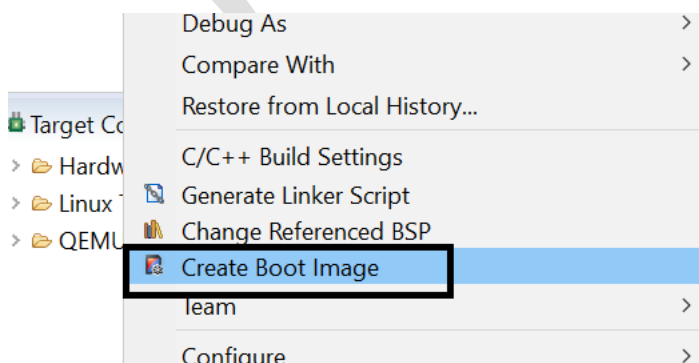 Debug As
Compare With
Restore from Local History...
Target Co
Hardw
C/C++ Build Settings
Linux
Generate Linker Script
QEMU
Change Referenced BSP
Create Boot Image
Team
Configure